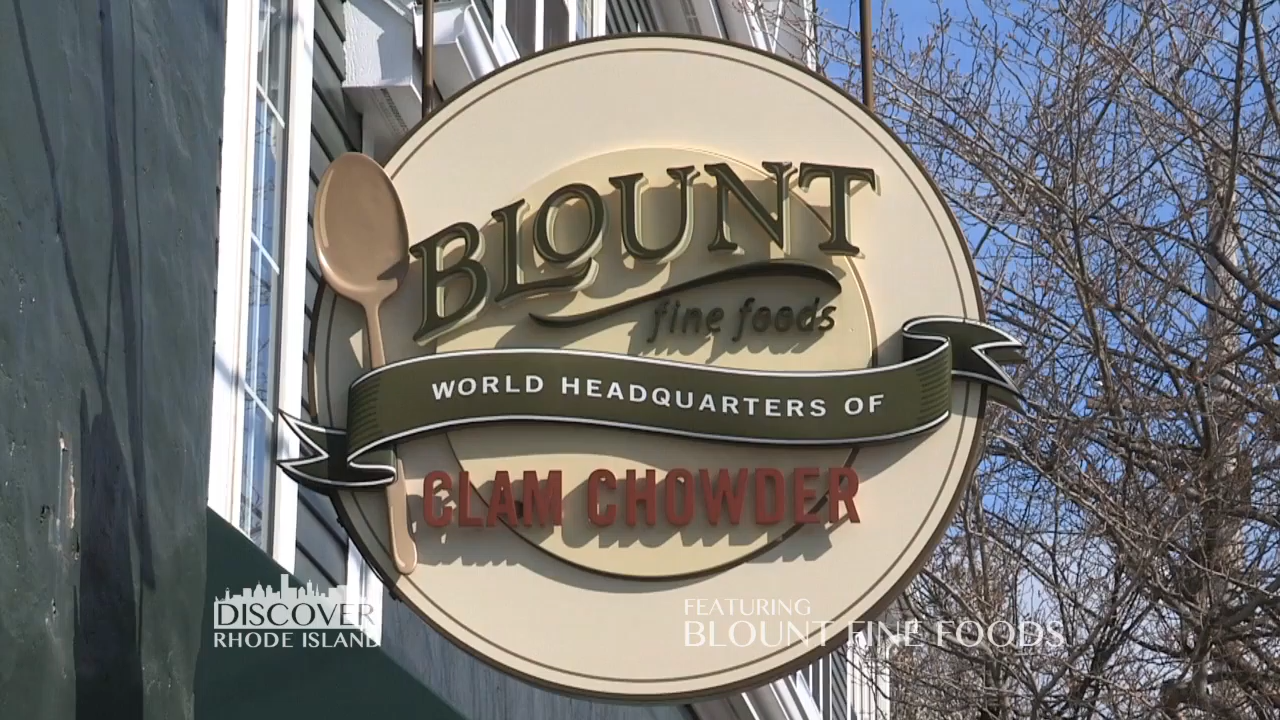 BLOUNT
fine foods
WORLD HEADQUARTERS OF
CLAM CHOWDER
DISCOVER
RHODE ISLAND
FEATURING
BLOUNT FINE FOODS